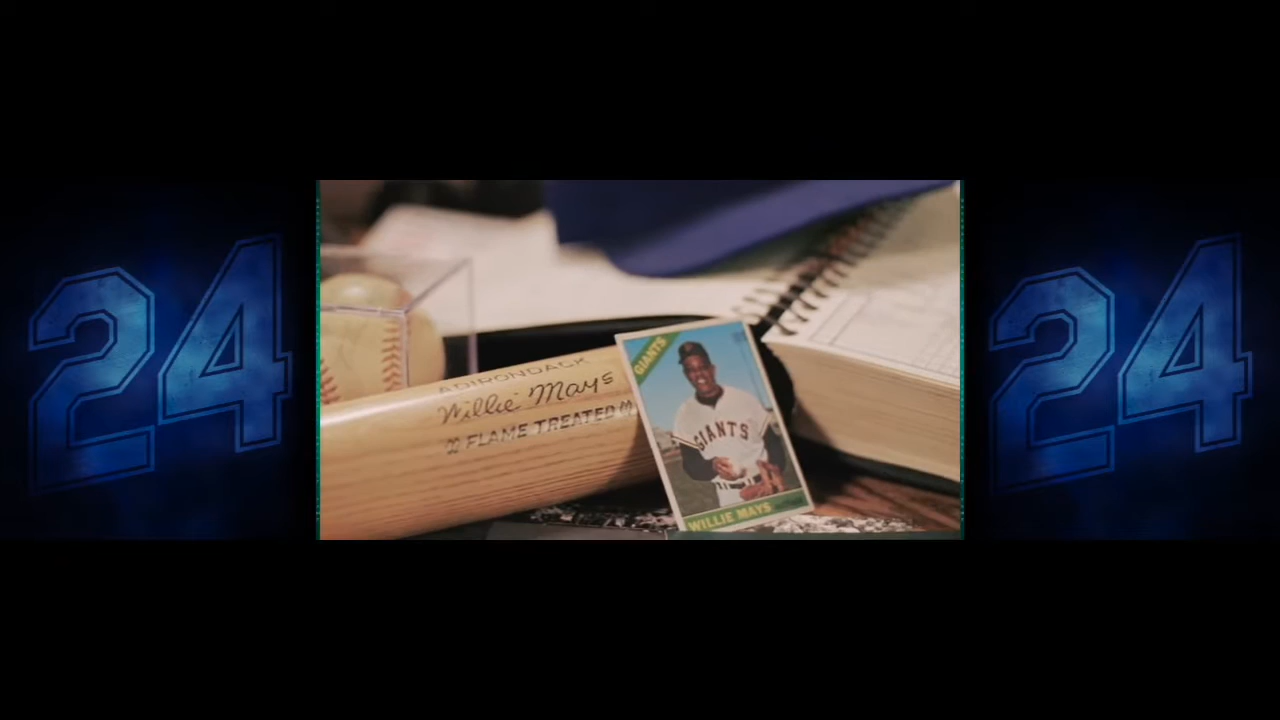 24
ADIRONDACK
Willie Mays
FLAME TREATED
GIANTS
GIANTS
WILLIE MAYS
24